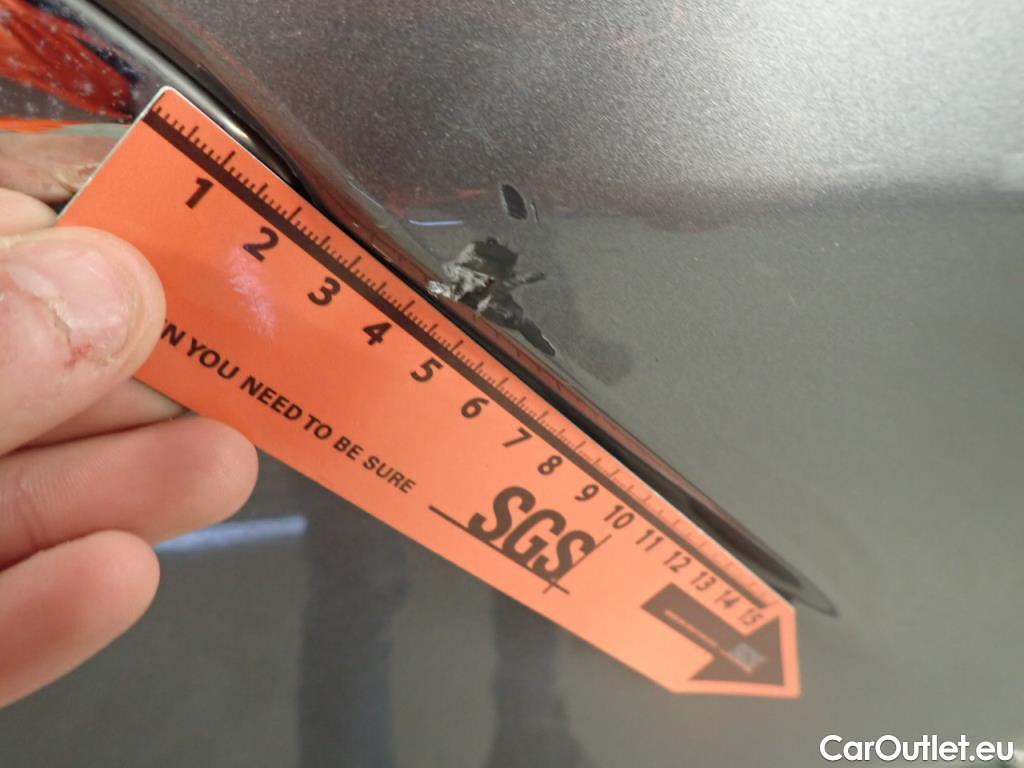 1 2 3 4 5 6 7 8 9 10 11 12 13 14 15
YOU NEED TO BE SURE
SGS
CarOutlet.eu